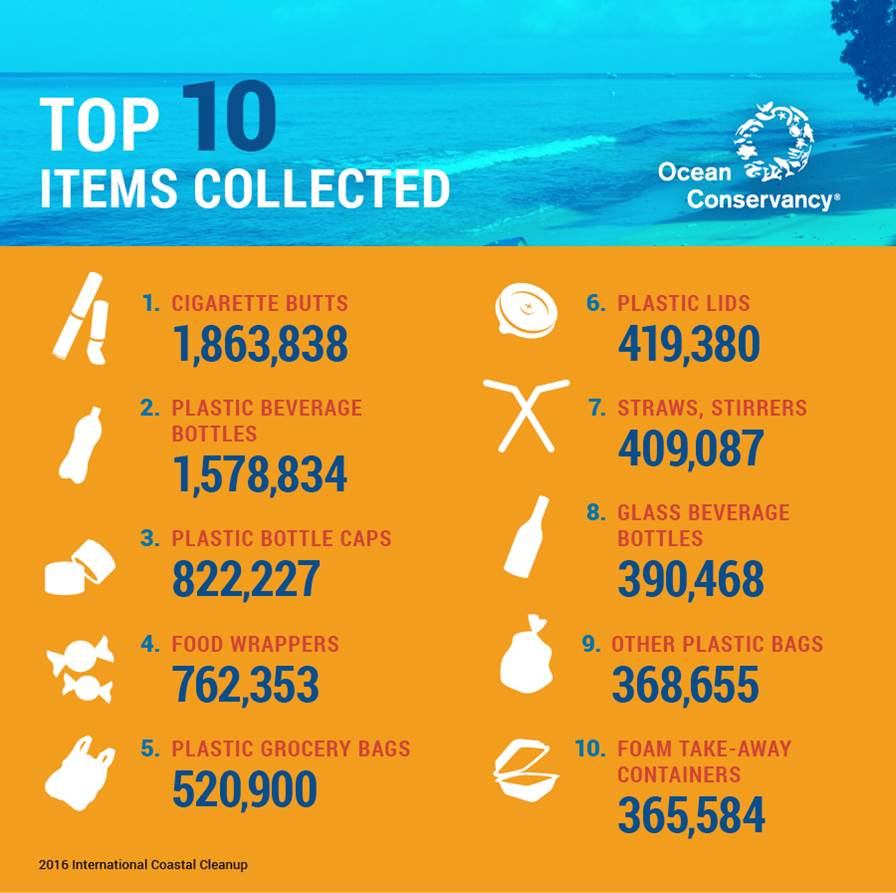 TOP 10
ITEMS COLLECTED
Ocean
Conservancy®
1. CIGARETTE BUTTS
1,863,838
2. PLASTIC BEVERAGE
BOTTLES
1,578,834
3. PLASTIC BOTTLE CAPS
822,227
4. FOOD WRAPPERS
762,353
5. PLASTIC GROCERY BAGS
520,900
6. PLASTIC LIDS
419,380
7. STRAWS, STIRRERS
409,087
8. GLASS BEVERAGE
BOTTLES
390,468
9. OTHER PLASTIC BAGS
368,655
10. FOAM TAKE-AWAY
CONTAINERS
365,584
2016 International Coastal Cleanup